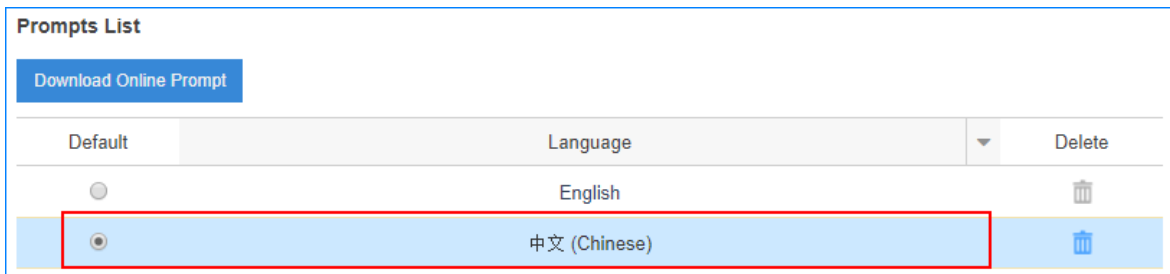 Prompts List
Download Online Prompt
Default Language Delete
English
中文 (Chinese)